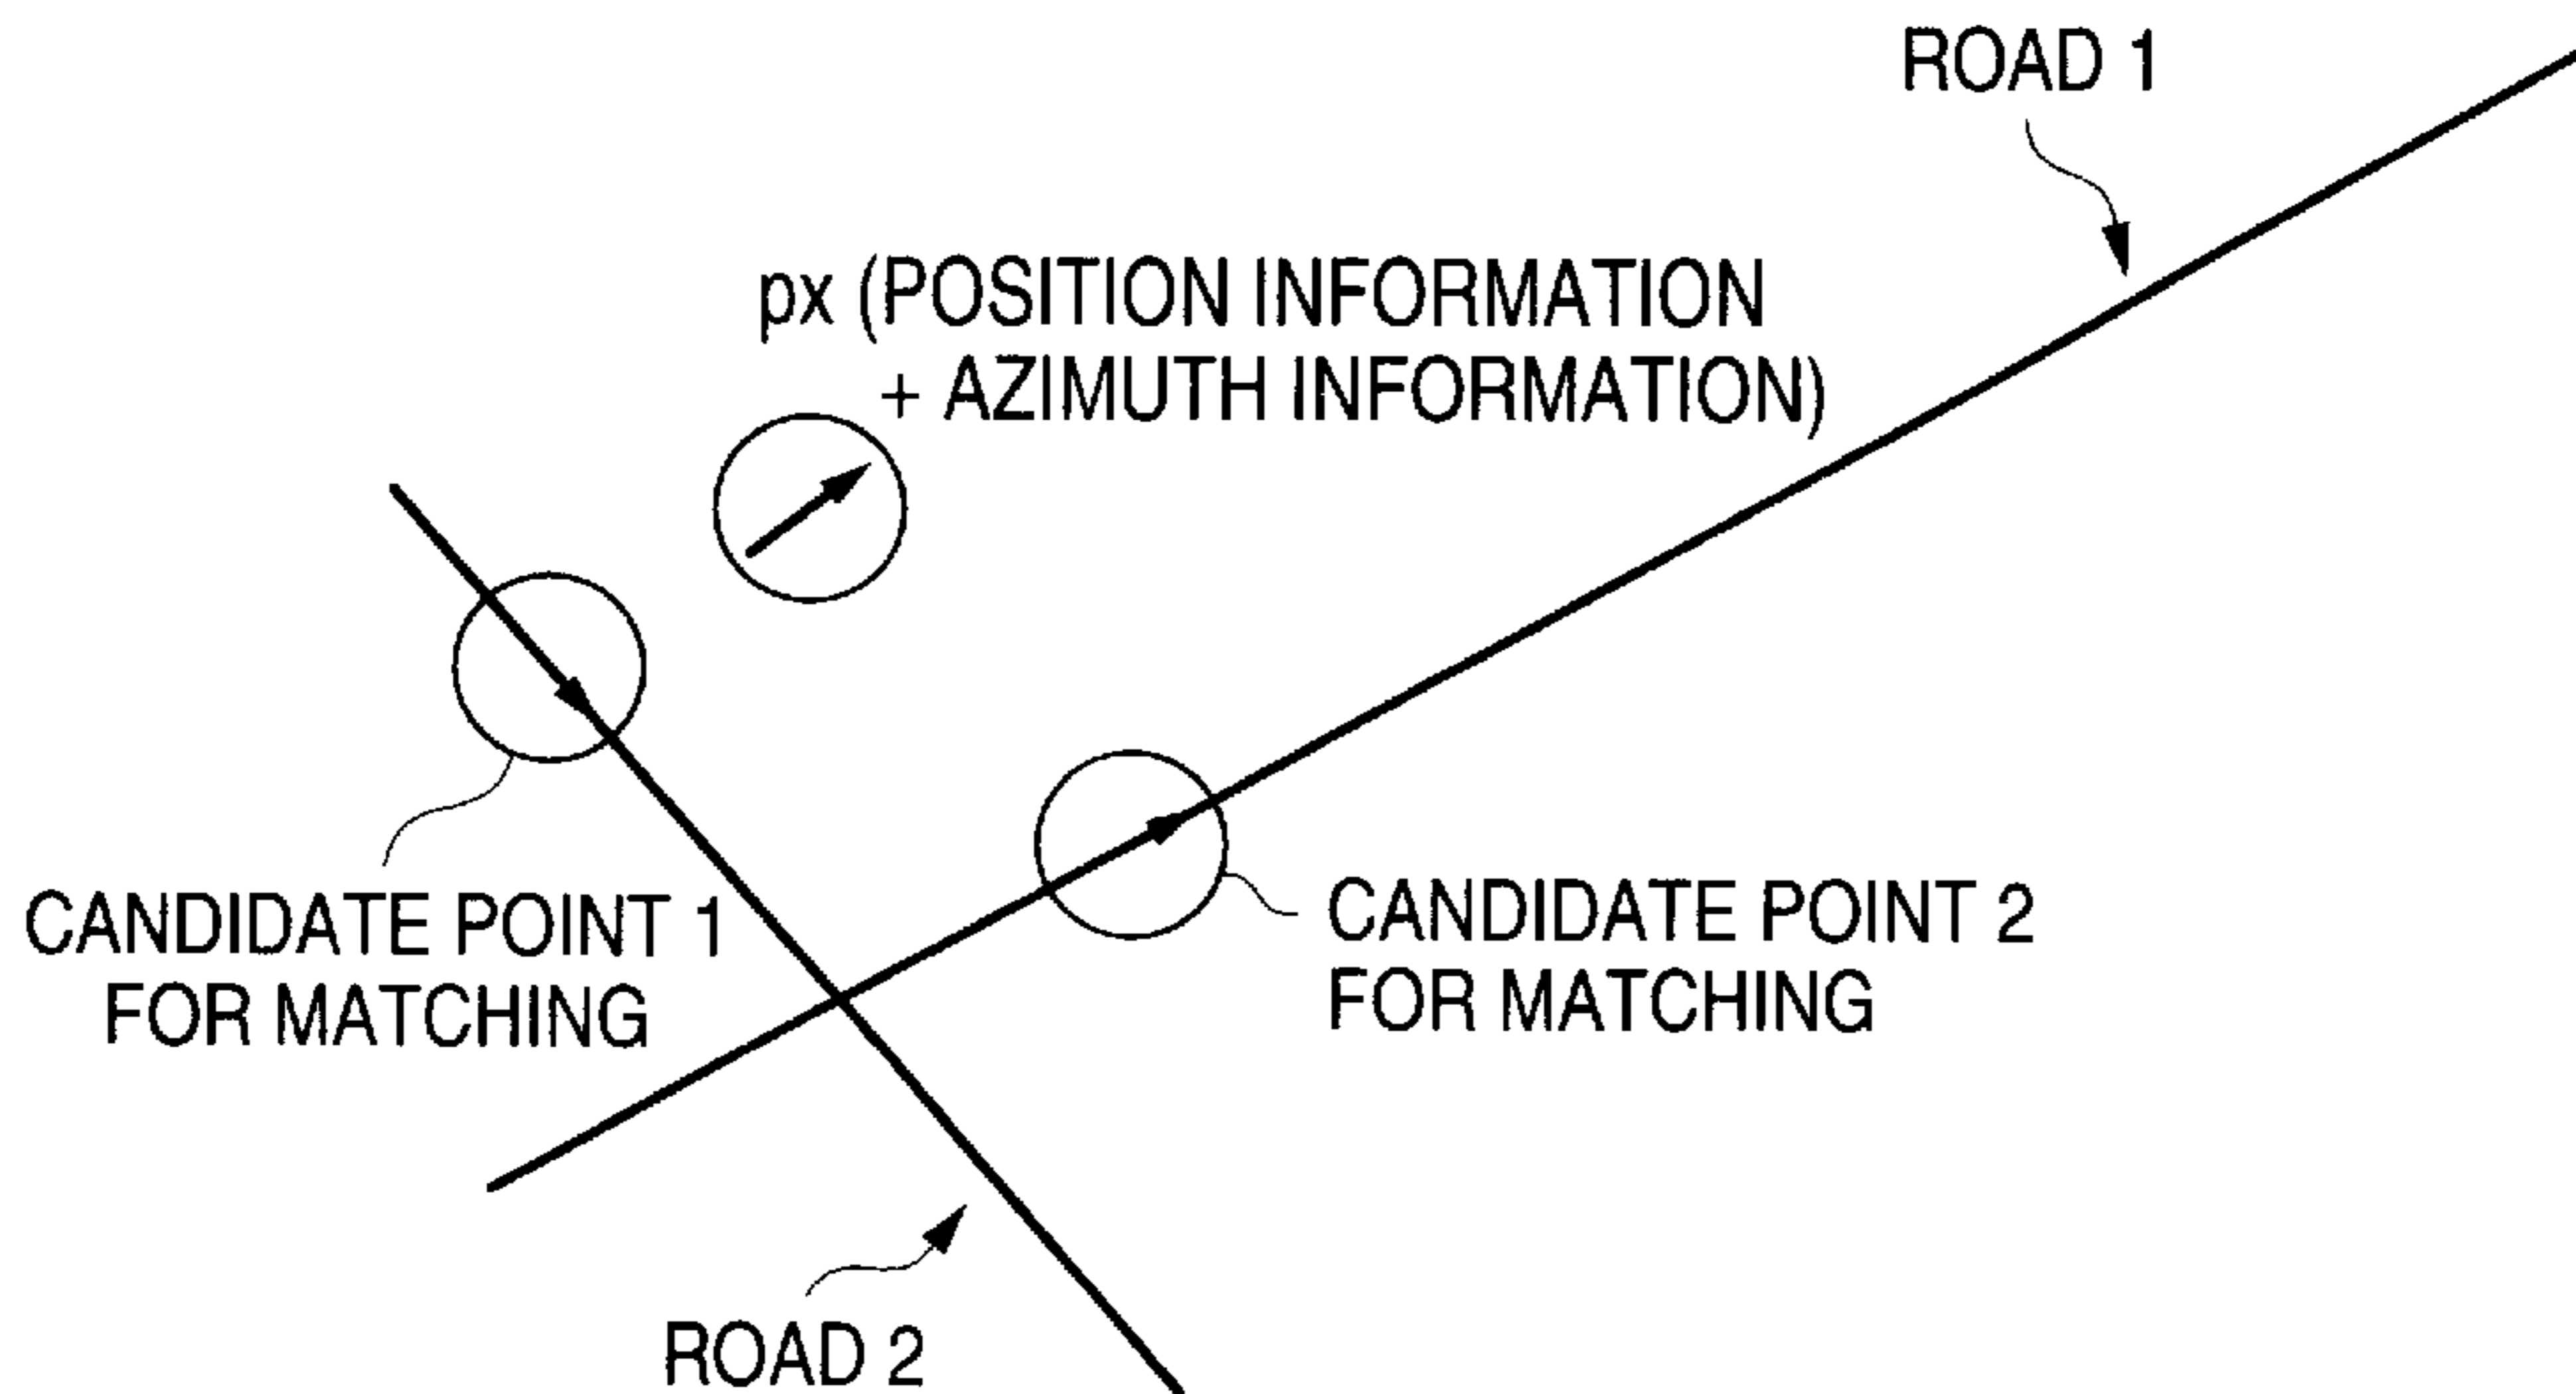 ROAD 1
px (POSITION INFORMATION
+ AZIMUTH INFORMATION)
CANDIDATE POINT 1
FOR MATCHING
CANDIDATE POINT 2
FOR MATCHING
ROAD 2